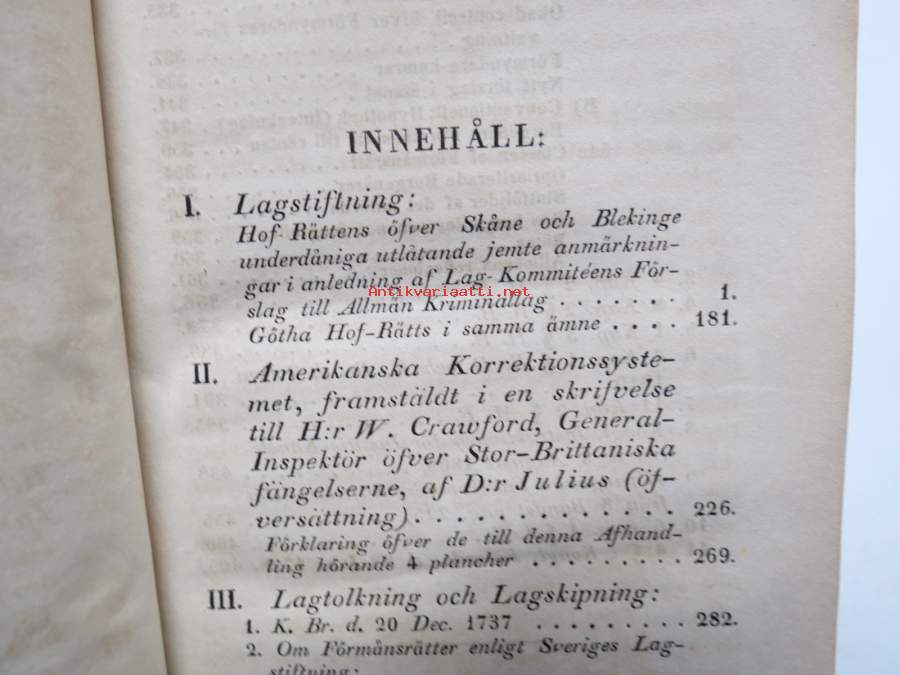 INNEHÅLL:
I. Lagstiftning:
Hof-Rättens öfver Skåne och Blekinge
underdåniga utlåtande jemte anmärknin-
gar i anledning af Lag-Kommitéens För-
slag till Allmän Kriminallag . . . . . . . 1.
Götha Hof-Rätts i samma ämne . . . . 181.
II. Amerikanska Korrektionssyste-
met, framstäldt i en skrifvelse
till H:r W. Crawford, General-
Inspektör öfver Stor-Brittaniska
fängelserne, af D:r Julius (öf-
versättning) . . . . . . . . . . . . . 226.
Förklaring öfver de till denna Afhand-
ling hörande 4 plancher . . . . . . . . . 269.
III. Lagtolkning och Lagskipning:
1. K. Br. d. 20 Dec. 1737 . . . . . . . . . 282.
2. Om Förmånsrätter enligt Sveriges Lag-
stiftning:
Antikvariaatti.net